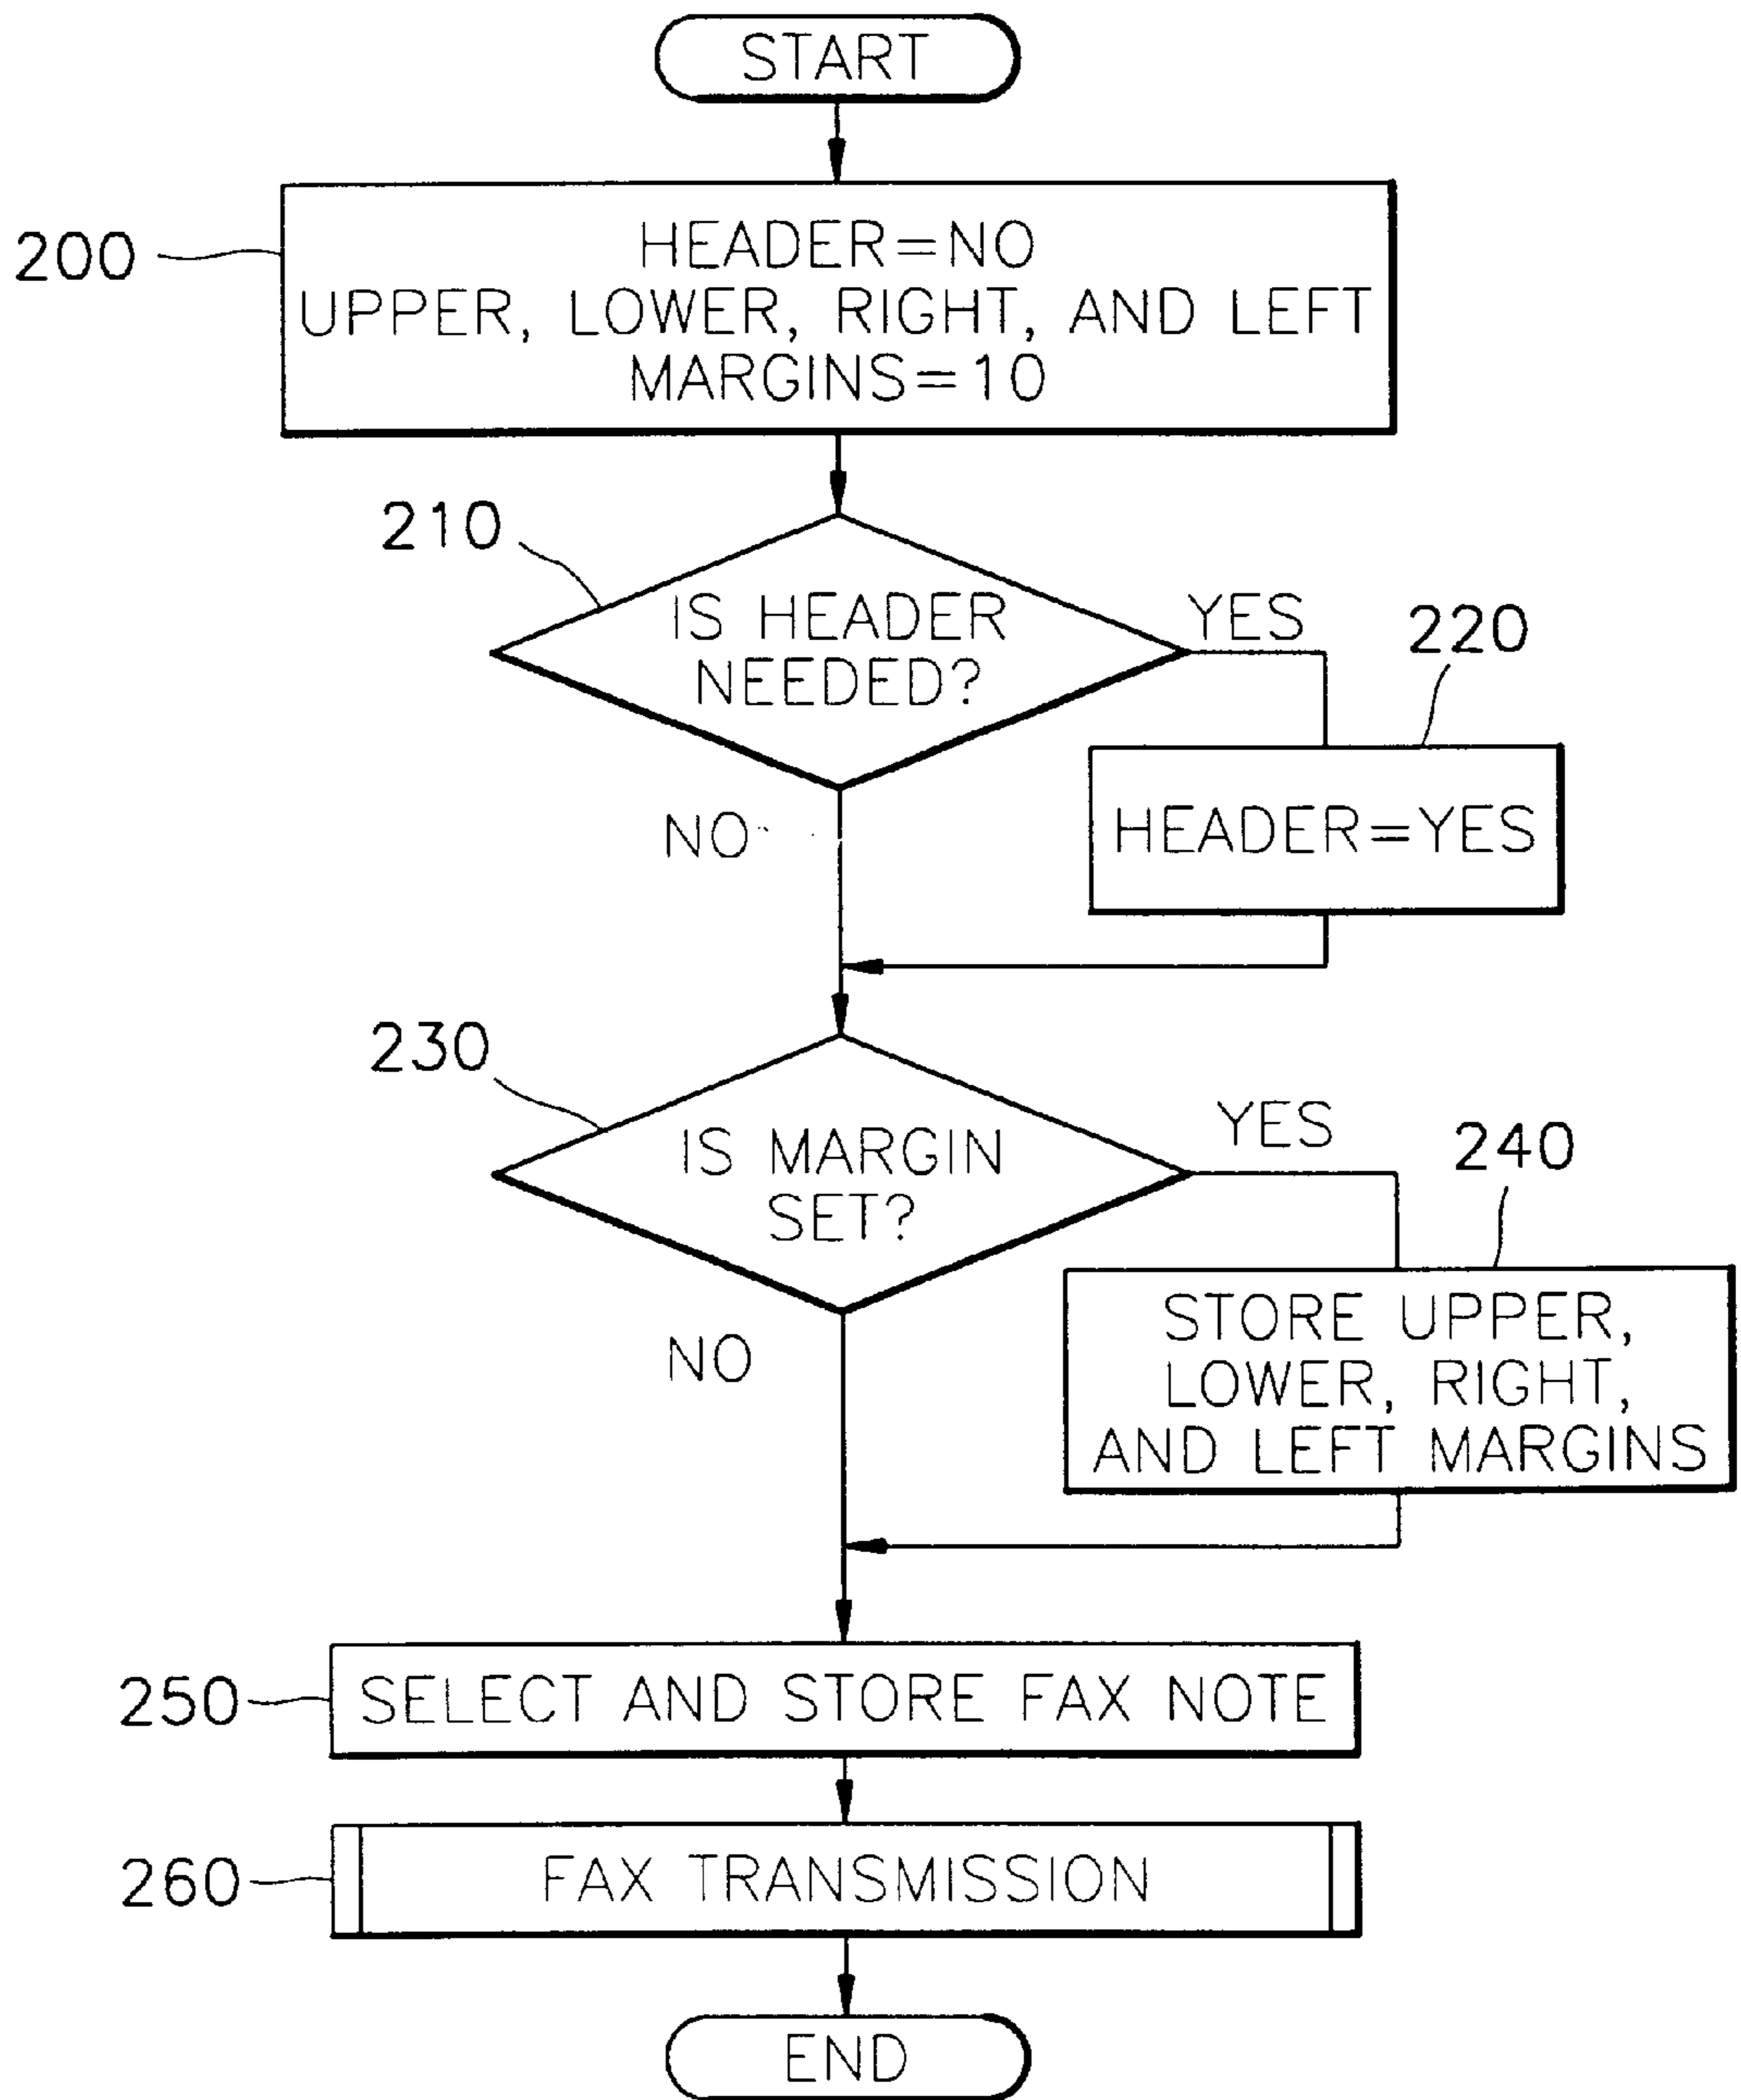 START
200
HEADER=NO
UPPER, LOWER, RIGHT, AND LEFT
MARGINS=10
210
IS HEADER
NEEDED?
YES
220
HEADER=YES
NO
230
IS MARGIN
SET?
YES
240
STORE UPPER,
LOWER, RIGHT,
AND LEFT MARGINS
NO
250
SELECT AND STORE FAX NOTE
260
FAX TRANSMISSION
END